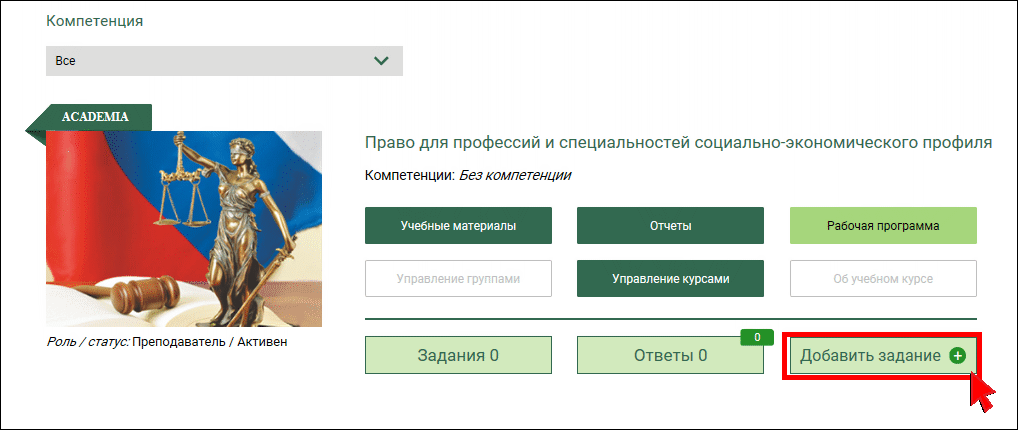 Компетенция
Все
ACADEMIA
Право для профессий и специальностей социально-экономического профиля
Компетенции: Без компетенции
Учебные материалы
Отчеты
Рабочая программа
Управление группами
Управление курсами
Об учебном курсе
Роль / статус: Преподаватель / Активен
Задания 0
Ответы 0
0
Добавить задание